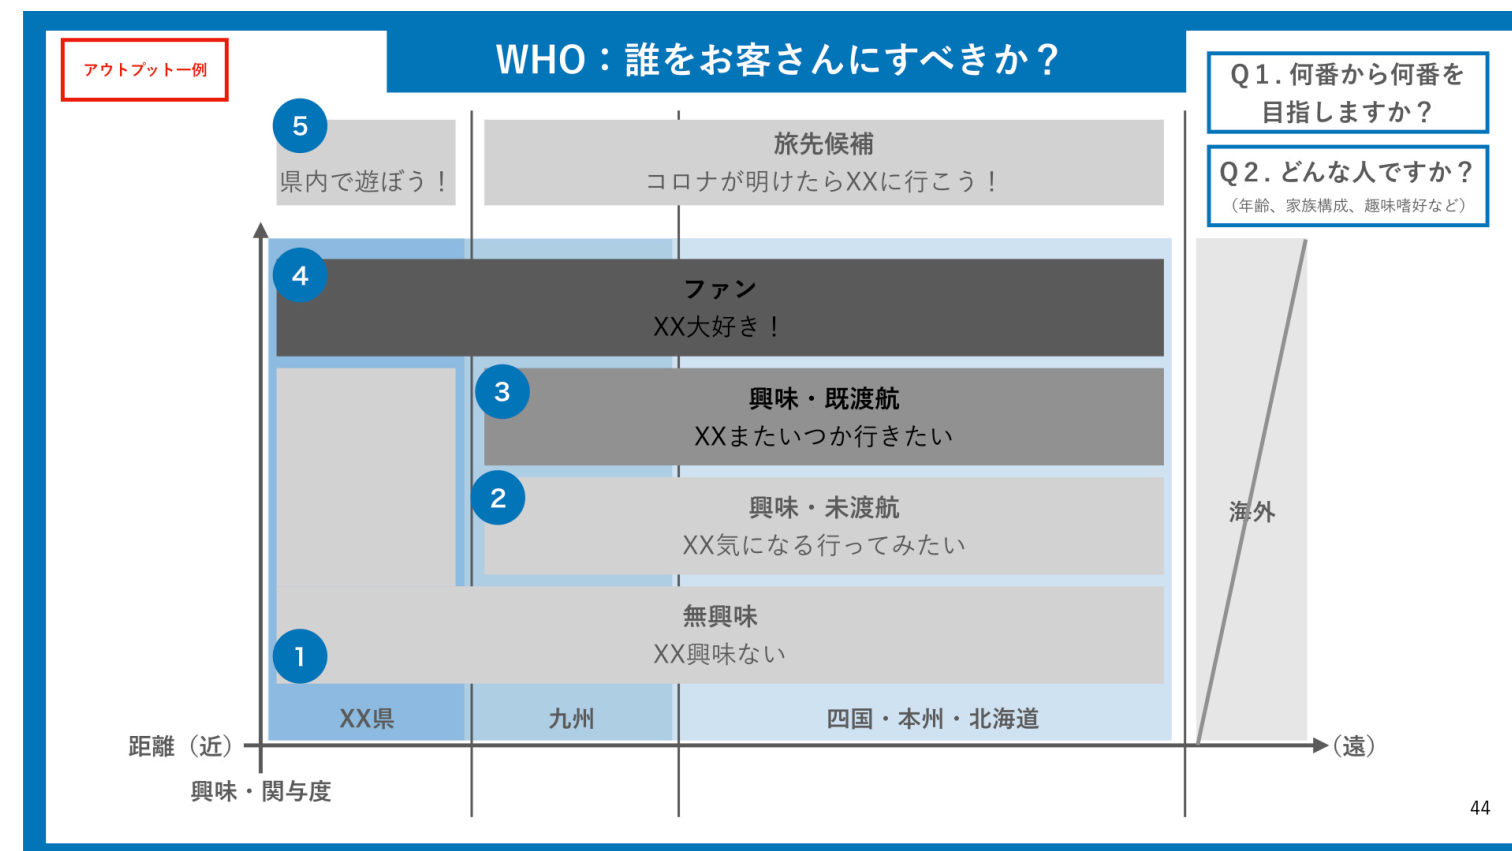 アウトプット一例
WHO：誰をお客さんにすべきか？
Q１. 何番から何番を
目指しますか？
Q２. どんな人ですか？
（年齢、家族構成、趣味嗜好など）
5
県内で遊ぼう！
旅先候補
コロナが明けたらXXに行こう！
4
ファン
XX大好き！
3
興味・既渡航
XXまたいつか行きたい
2
興味・未渡航
XX気になる行ってみたい
海外
無興味
XX興味ない
1
XX県
九州
四国・本州・北海道
距離（近）
（遠）
興味・関与度
44